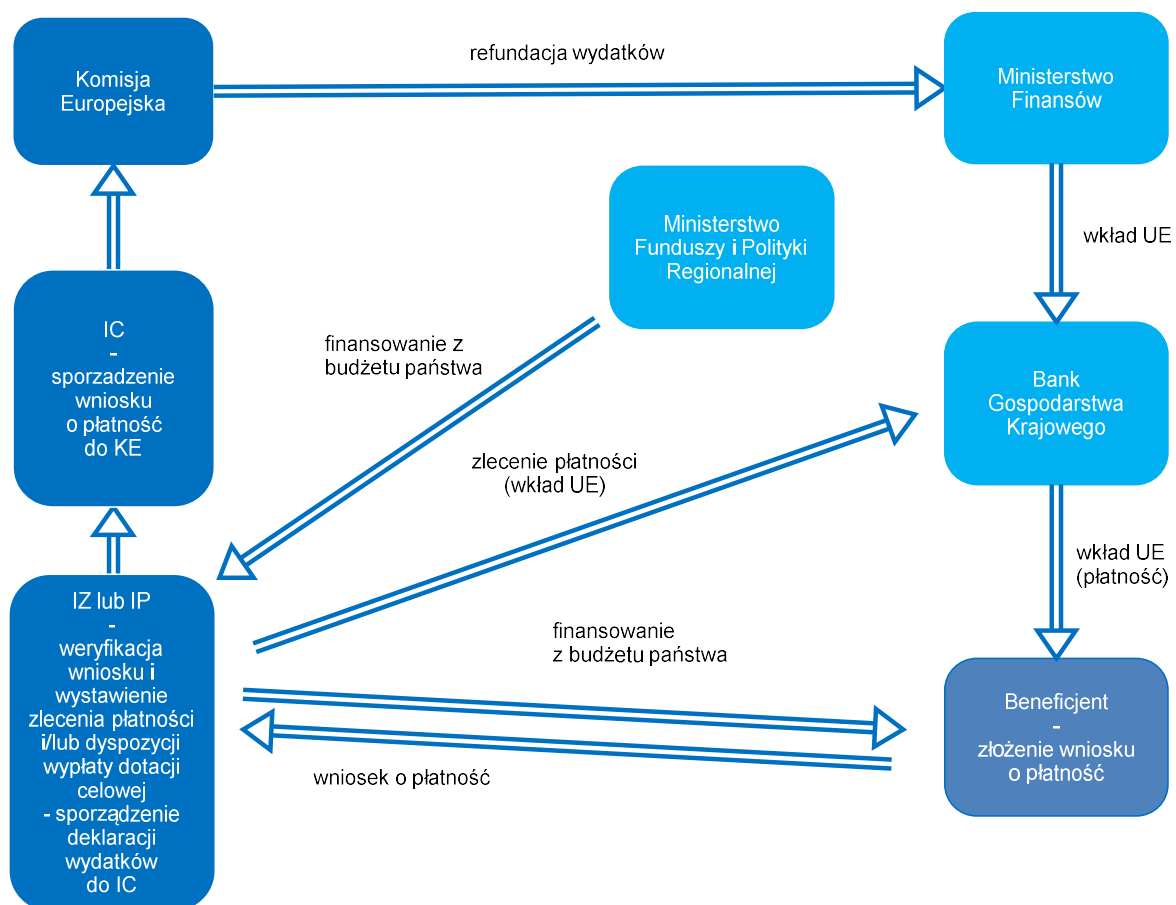 Komisja
Europejska
refundacja wydatków
Ministerstwo
Finansów
Ministerstwo
Funduszy i Polityki
Regionalnej
wkład UE
IC
-
sporzadzenie
wniosku
o płatność
do KE
finansowanie z
budżetu państwa
Bank
Gospodarstwa
Krajowego
zlecenie płatności
(wkład UE)
wkład UE
(płatność)
IZ lub IP
-
weryfikacja
wniosku i
wystawienie
zlecenia płatności
i/lub dyspozycji
wypłaty dotacji
celowej
- sporządzenie
deklaracji
wydatków
do IC
finansowanie
z budżetu państwa
Beneficjent
-
złożenie wniosku
o płatność
wniosek o płatność